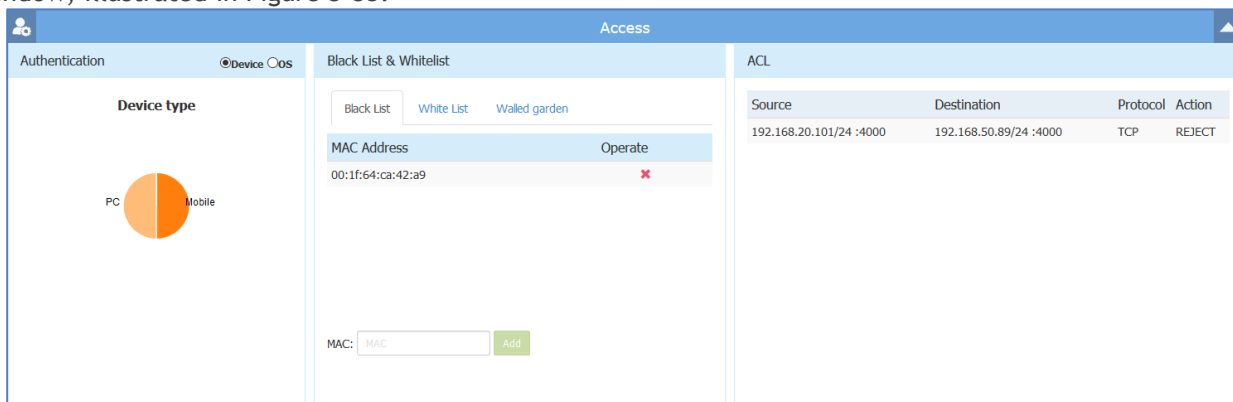 Access
Authentication Device OS
Device type
PC Mobile
Black List & Whitelist
Black List White List Walled garden
MAC Address Operate
00:1f:64:ca:42:a9
MAC: MAC Add
ACL
Source Destination Protocol Action
192.168.20.101/24 :4000 192.168.50.89/24 :4000 TCP REJECT